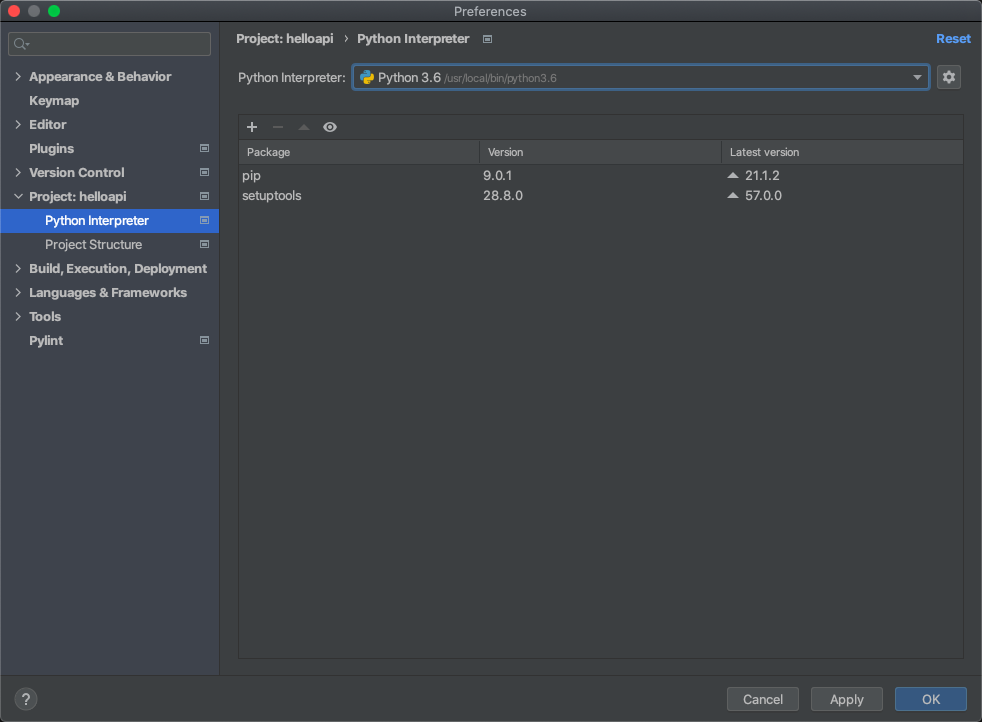 Preferences
Project: helloapi › Python Interpreter
Reset
Appearance & Behavior
Keymap
Editor
Plugins
Version Control
Project: helloapi
Python Interpreter
Project Structure
Build, Execution, Deployment
Languages & Frameworks
Tools
Pylint
Python Interpreter: Python 3.6 /usr/local/bin/python3.6
Package Version Latest version
pip 9.0.1 21.1.2
setuptools 28.8.0 57.0.0
? Cancel Apply OK